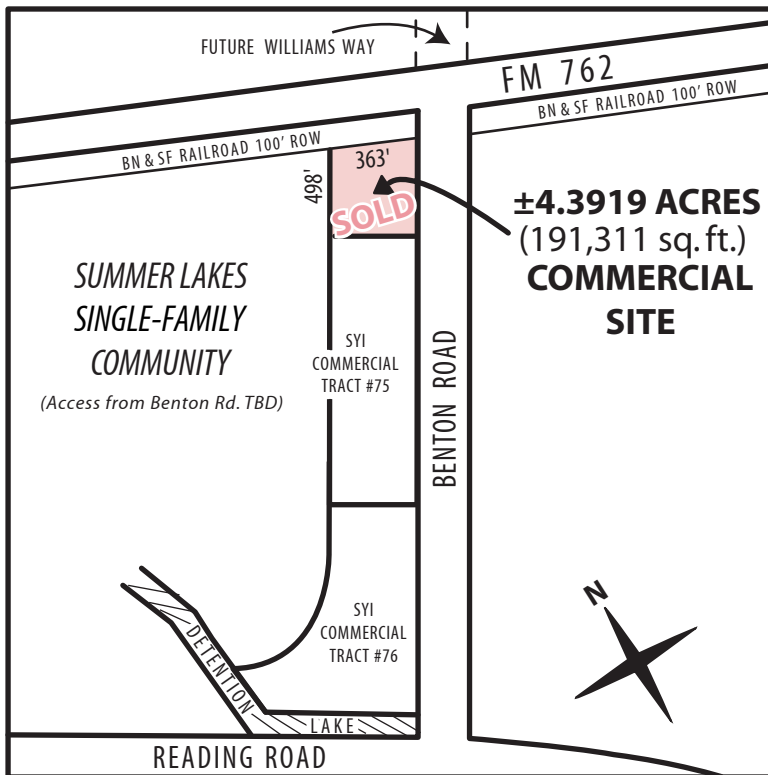 FUTURE WILLIAMS WAY
FM 762
BN & SF RAILROAD 100' ROW
BN & SF RAILROAD 100' ROW
363'
498'
SOLD
±4.3919 ACRES
(191,311 sq. ft.)
COMMERCIAL
SITE
SUMMER LAKES
SINGLE-FAMILY
COMMUNITY
(Access from Benton Rd. TBD)
SYI
COMMERCIAL
TRACT #75
BENTON ROAD
SYI
COMMERCIAL
TRACT #76
N
DETENTION
LAKE
READING ROAD